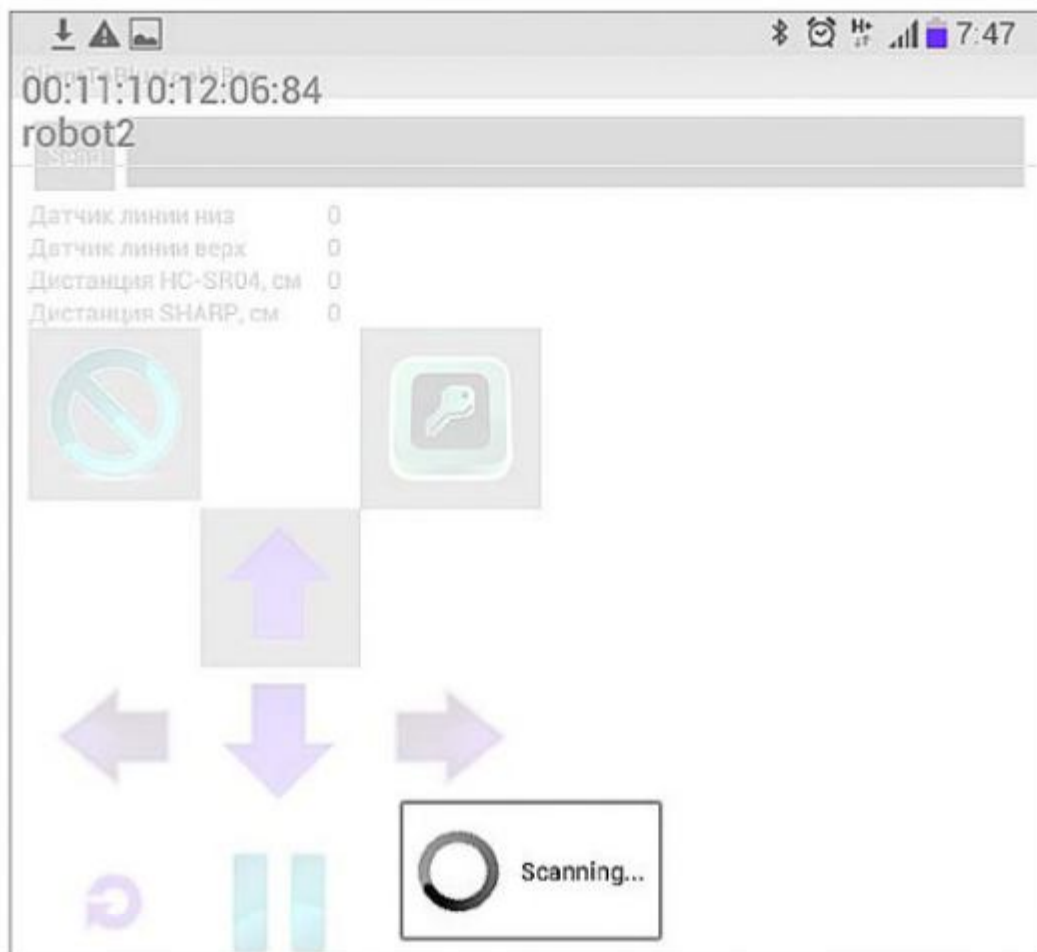 7:47
00:11:10:12:06:84
robot2
Send
Датчик линии низ 0
Датчик линии верх 0
Дистанция HC-SR04, см 0
Дистанция SHARP, см 0
Scanning...